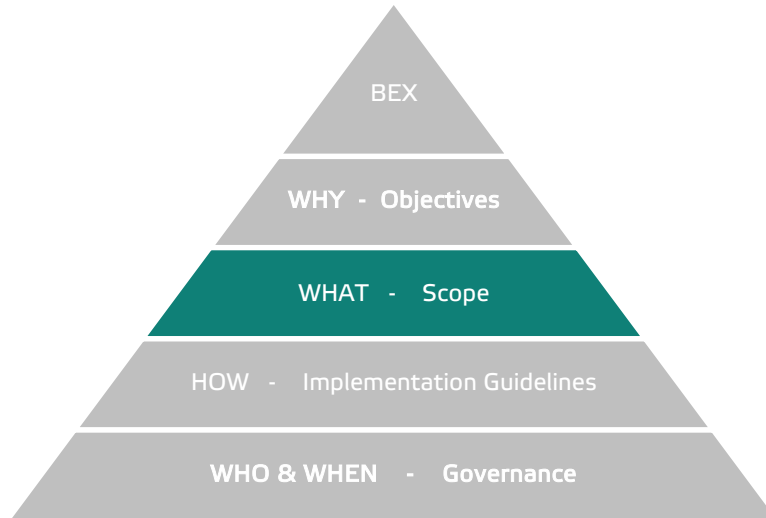 BEX
WHY - Objectives
WHAT - Scope
HOW - Implementation Guidelines
WHO & WHEN - Governance